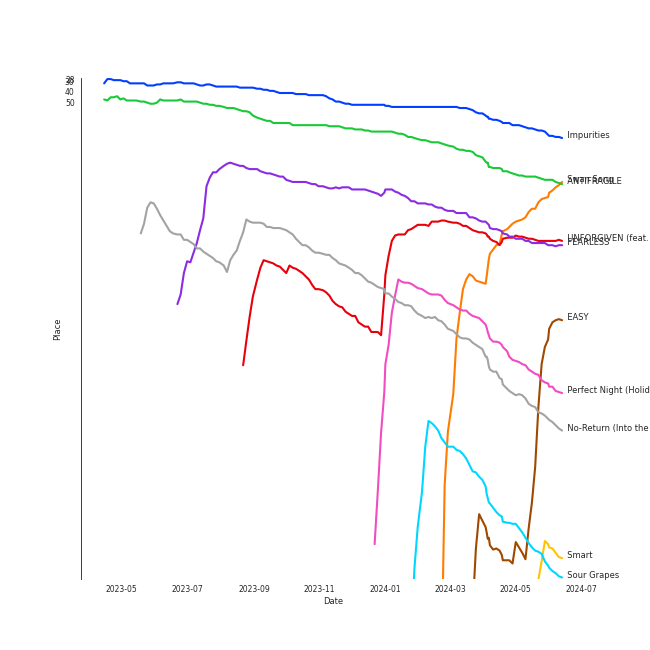 40
50
Impurities
ANTIFRAGILE
UNFORGIVEN (feat.
FEARLESS
EASY
Place
Perfect Night (Holid
No-Return (Into the
Smart
Sour Grapes
2023-05 2023-07 2023-09 2023-11 2024-01 2024-03 2024-05 2024-07
Date